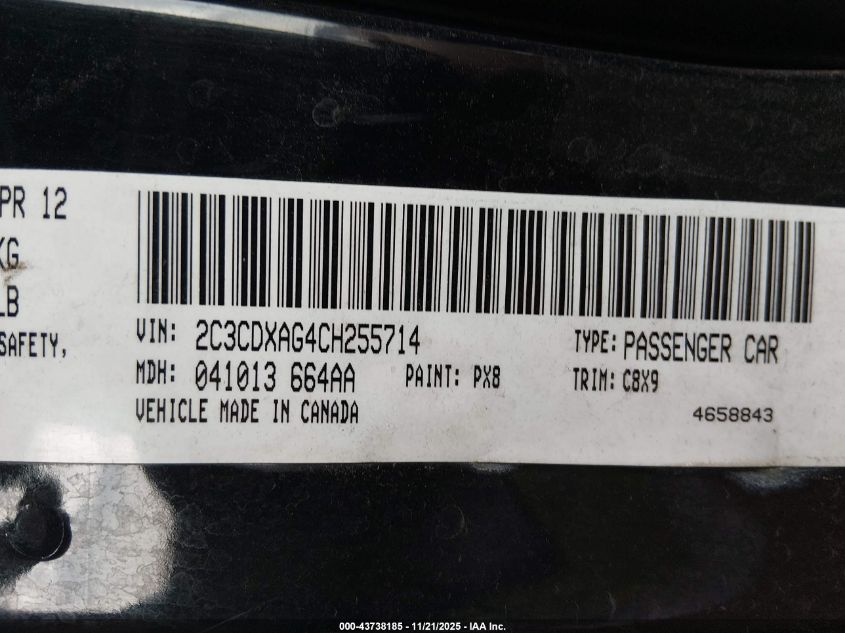 PR 12
KG
LB
SAFETY,
VIN: 2C3CDXAG4CH255714
TYPE: PASSENGER CAR
MDH: 041013 664AA
PAINT: PX8
TRIM: C8X9
VEHICLE MADE IN CANADA
4658843
000-43738185 - 11/21/2025 - IAA Inc.